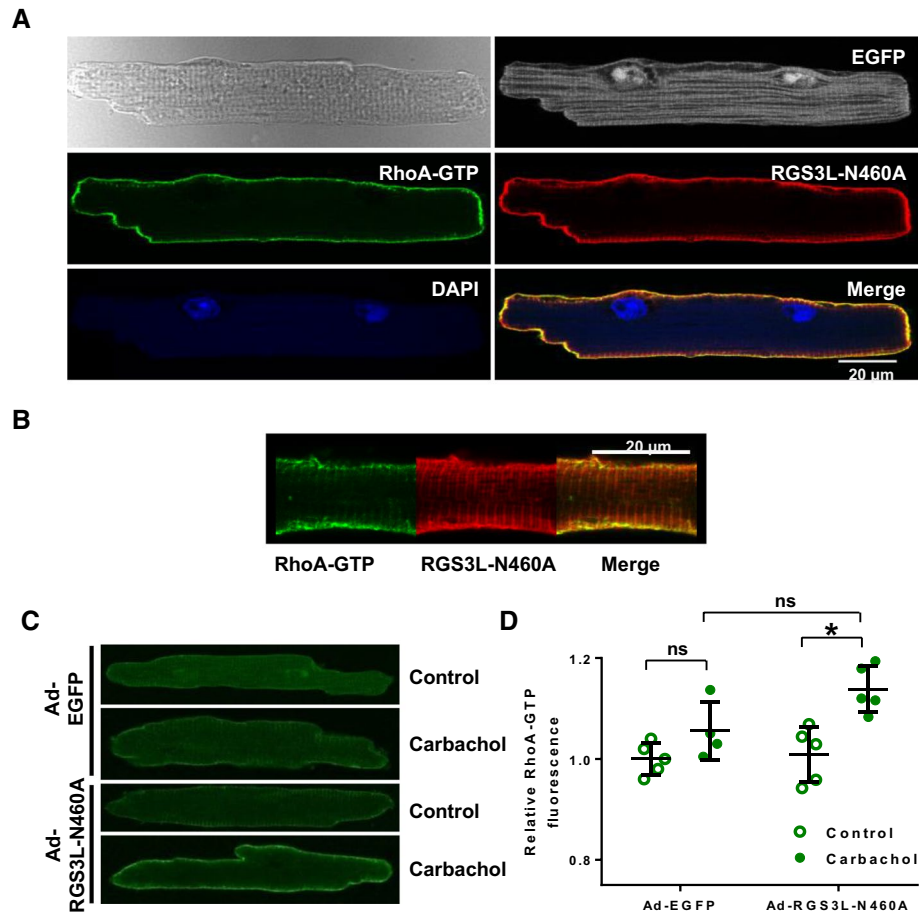 A
EGFP
RhoA-GTP
RGS3L-N460A
DAPI
Merge
20 µm
B
20 µm
RhoA-GTP
RGS3L-N460A
Merge
C
Ad-
EGFP
Control
Carbachol
Ad-
RGS3L-N460A
Control
Carbachol
D
ns
ns
*
1.2
1.0
0.8
Relative RhoA-GTP
fluorescence
Control
Carbachol
Ad-EGFP
Ad-RGS3L-N460A